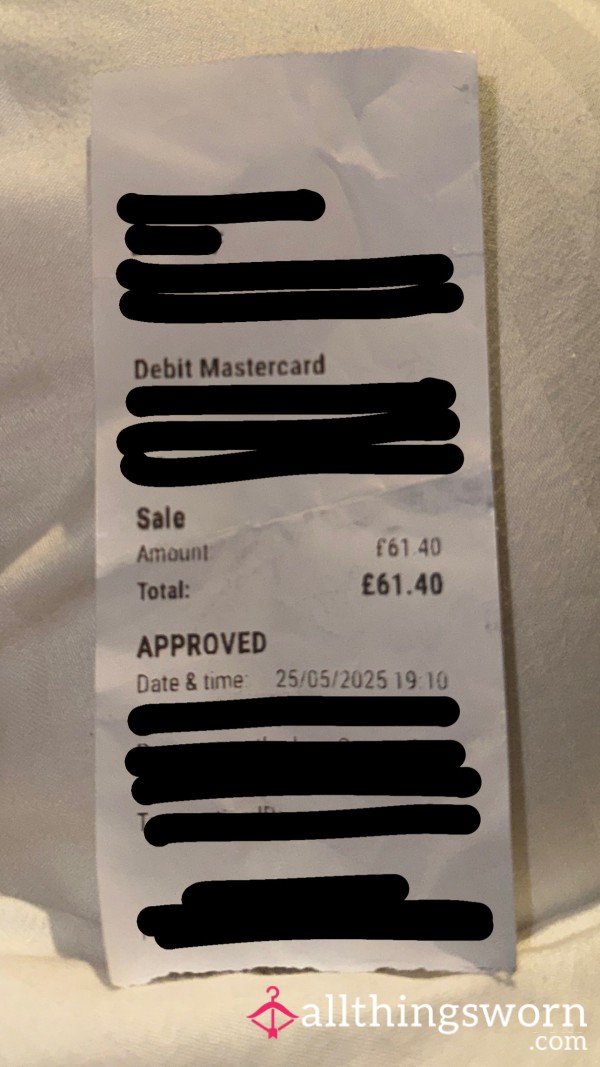 Debit Mastercard
Sale
Amount £61.40
Total: £61.40
APPROVED
Date & time: 25/05/2025 19:10
allthingsworn
.com